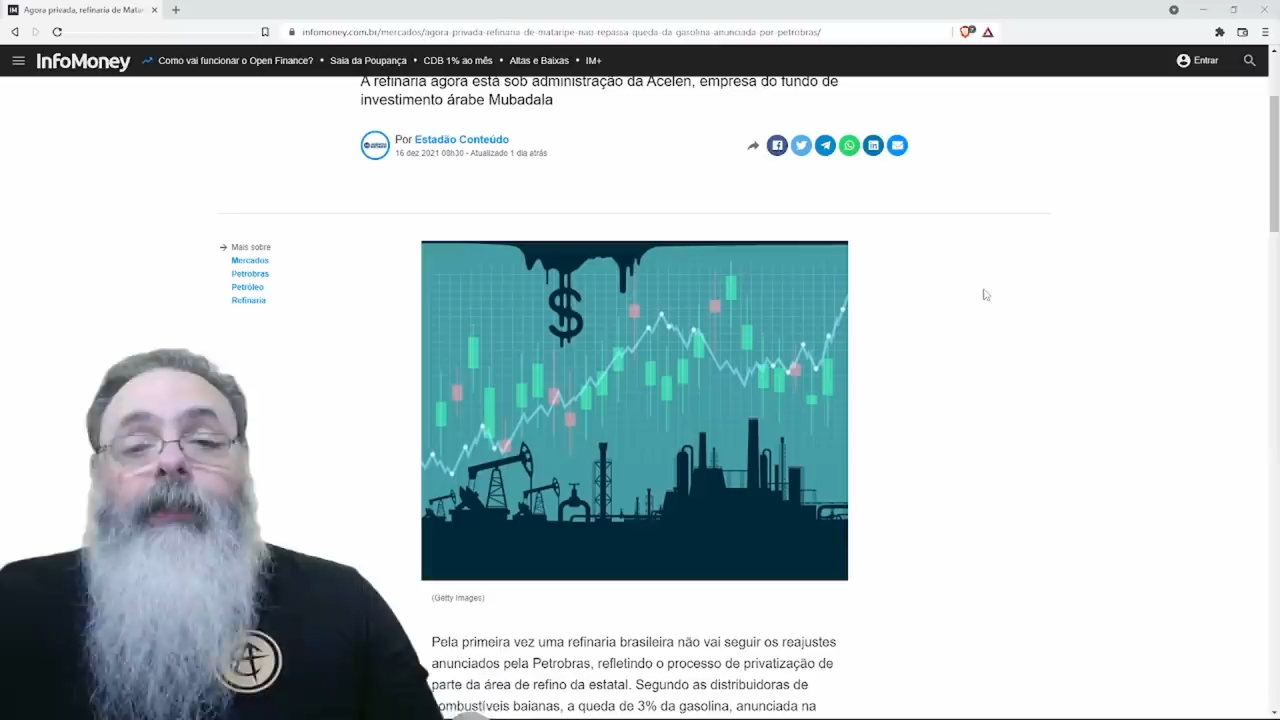 Agora privada, refinaria de Matar
infomoney.com.br/mercados/agora-privada-refinaria-de-mataripe-nao-repassa-queda-da-gasolina-anunciada-por-petrobras/
InfoMoney
Como vai funcionar o Open Finance? • Saia da Poupança • CDB 1% ao mês • Altas e Baixas • IM+
Entrar
A refinaria agora está sob administração da Acelen, empresa do fundo de
investimento árabe Mubadala
Por Estadão Conteúdo
16 dez 2021 08h30 - Atualizado 1 dia atrás
Mais sobre
Mercados
Petrobras
Petróleo
Refinaria
$
(Getty Images)
Pela primeira vez uma refinaria brasileira não vai seguir os reajustes
anunciados pela Petrobras, refletindo o processo de privatização de
parte da área de refino da estatal. Segundo as distribuidoras de
combustíveis baianas, a queda de 3% da gasolina, anunciada na